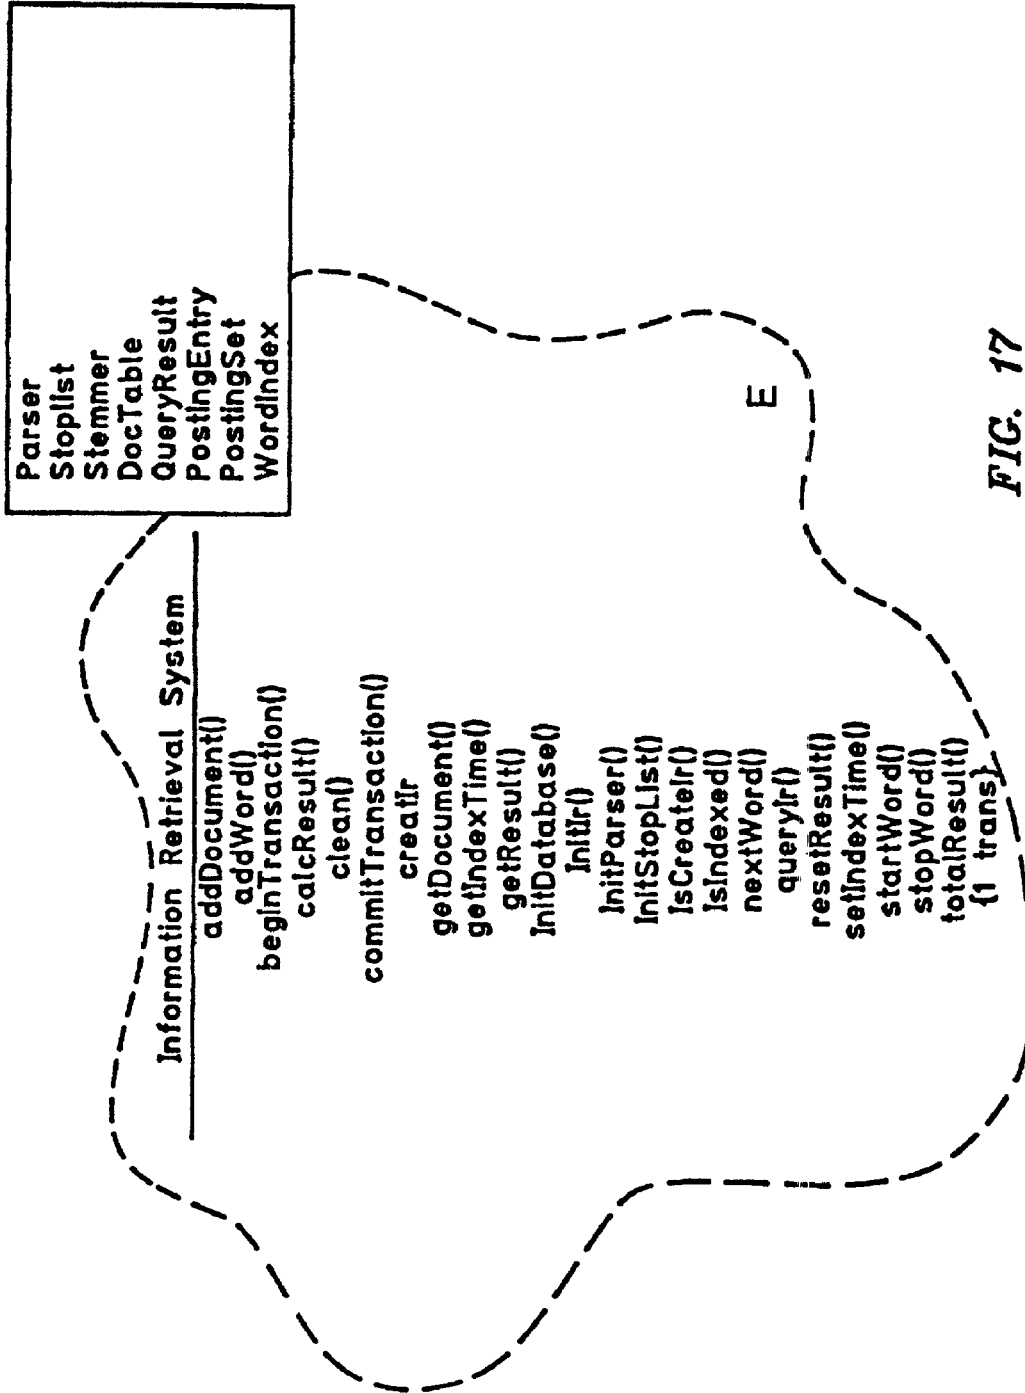 Parser
Stoplist
Stemmer
DocTable
QueryResult
PostingEntry
PostingSet
WordIndex
Information Retrieval System
addDocument()
addWord()
beginTransaction()
calcResult()
clean()
commitTransaction()
creatIr
getDocument()
getIndexTime()
getResult()
InitDatabase()
InitIr()
InitParser()
InitStopList()
IsCreateIr()
IsIndexed()
nextWord()
queryIr()
resetResult()
setIndexTime()
startWord()
stopWord()
totalResult()
{1 trans}
E
FIG. 17